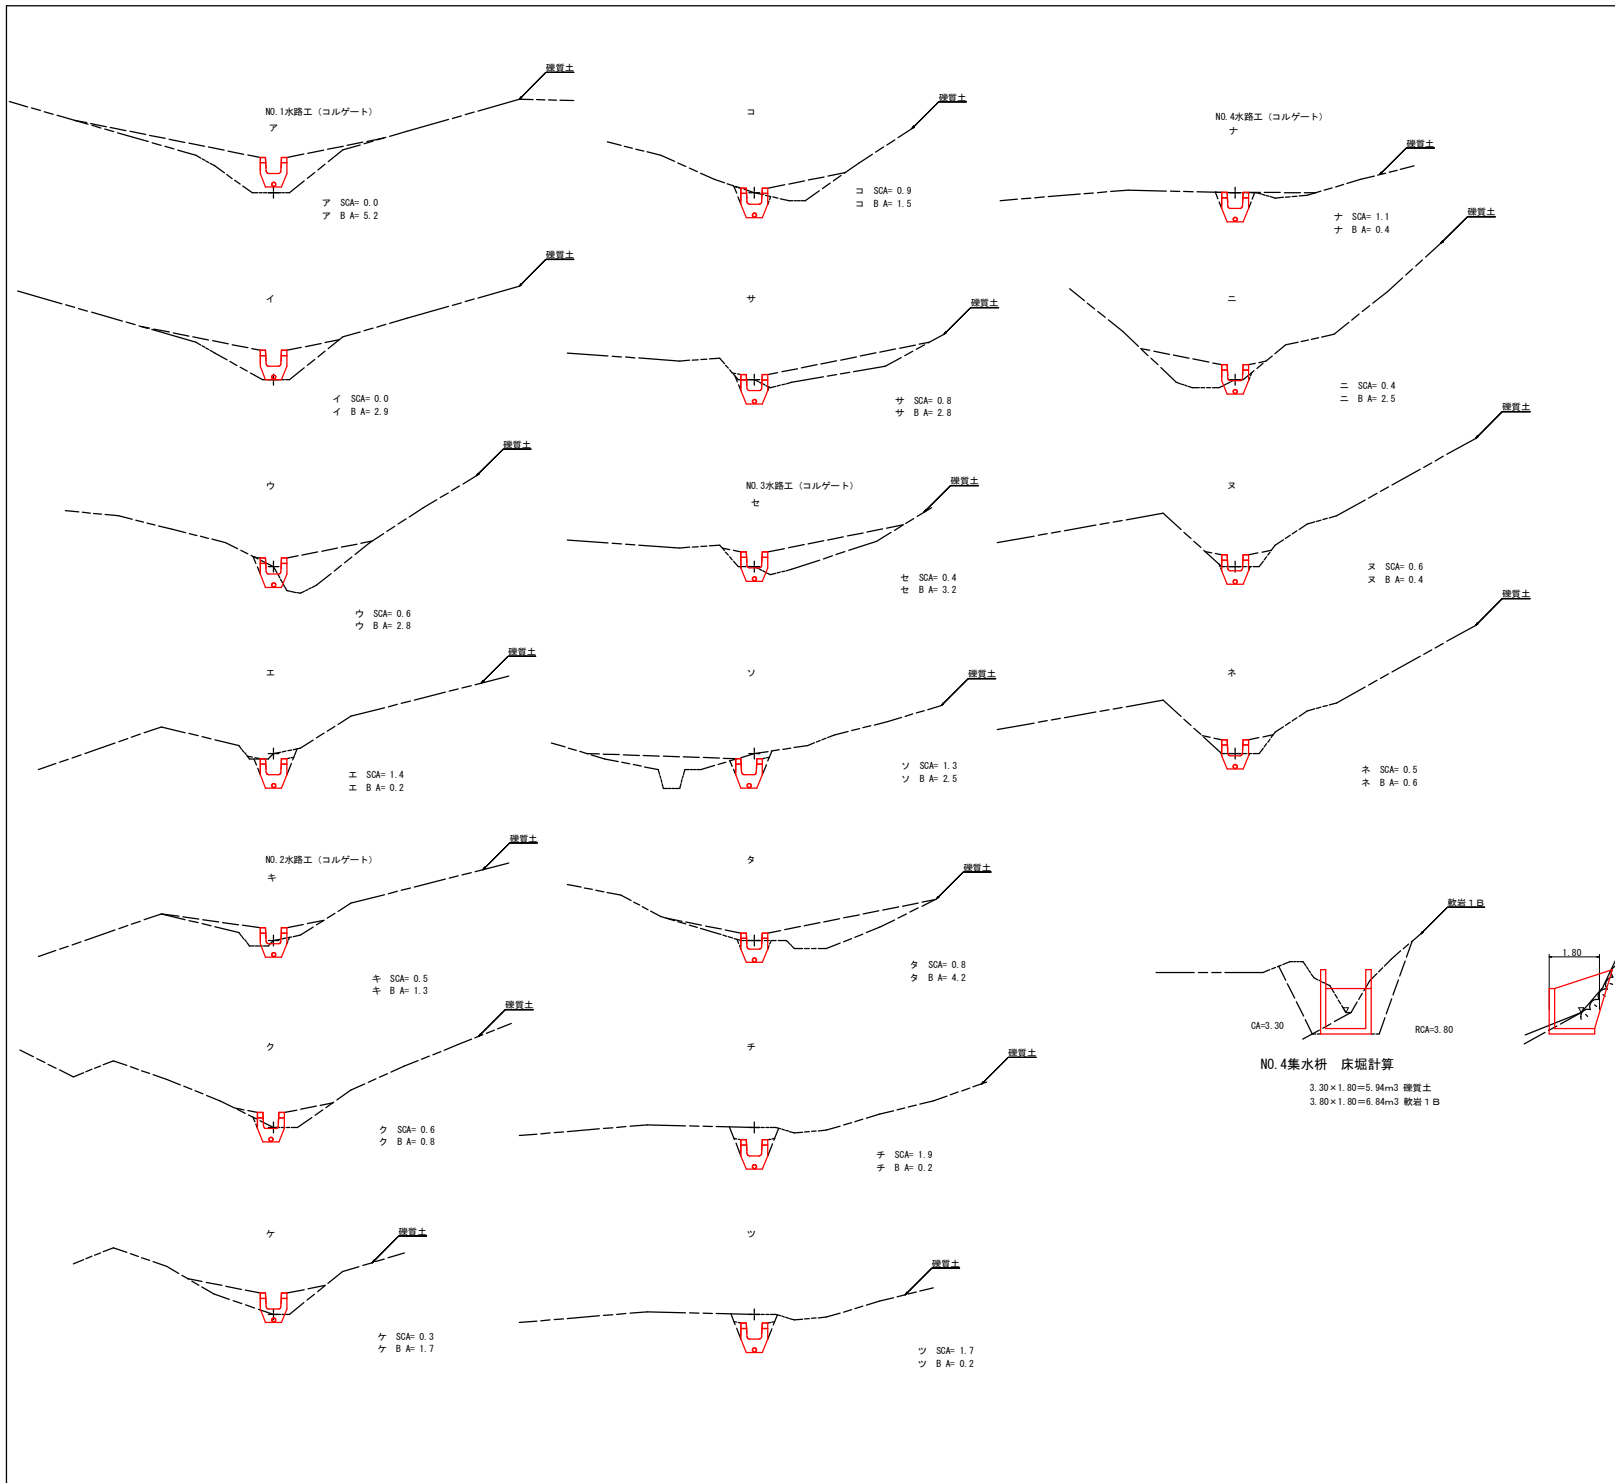 礫質土
NO.1水路工（コルゲート）
ア
ア SCA= 0.0
ア B A= 5.2
礫質土
イ
イ SCA= 0.0
イ B A= 2.9
礫質土
ウ
ウ SCA= 0.6
ウ B A= 2.8
礫質土
エ
エ SCA= 1.4
エ B A= 0.2
礫質土
NO.2水路工（コルゲート）
キ
キ SCA= 0.5
キ B A= 1.3
礫質土
ク
ク SCA= 0.6
ク B A= 0.8
礫質土
ケ
ケ SCA= 0.3
ケ B A= 1.7
礫質土
コ
コ SCA= 0.9
コ B A= 1.5
礫質土
サ
サ SCA= 0.8
サ B A= 2.8
礫質土
NO.3水路工（コルゲート）
セ
セ SCA= 0.4
セ B A= 3.2
礫質土
ソ
ソ SCA= 1.3
ソ B A= 2.5
礫質土
タ
タ SCA= 0.8
タ B A= 4.2
礫質土
チ
チ SCA= 1.9
チ B A= 0.2
礫質土
ツ
ツ SCA= 1.7
ツ B A= 0.2
NO.4水路工（コルゲート）
ナ
礫質土
ナ SCA= 1.1
ナ B A= 0.4
礫質土
ニ
ニ SCA= 0.4
ニ B A= 2.5
礫質土
ヌ
ヌ SCA= 0.6
ヌ B A= 0.4
礫質土
ネ
ネ SCA= 0.5
ネ B A= 0.6
軟岩１B
1.80
CA=3.30
RCA=3.80
NO.4集水枡 床堀計算
3.30×1.80=5.94m3 礫質土
3.80×1.80=6.84m3 軟岩１B